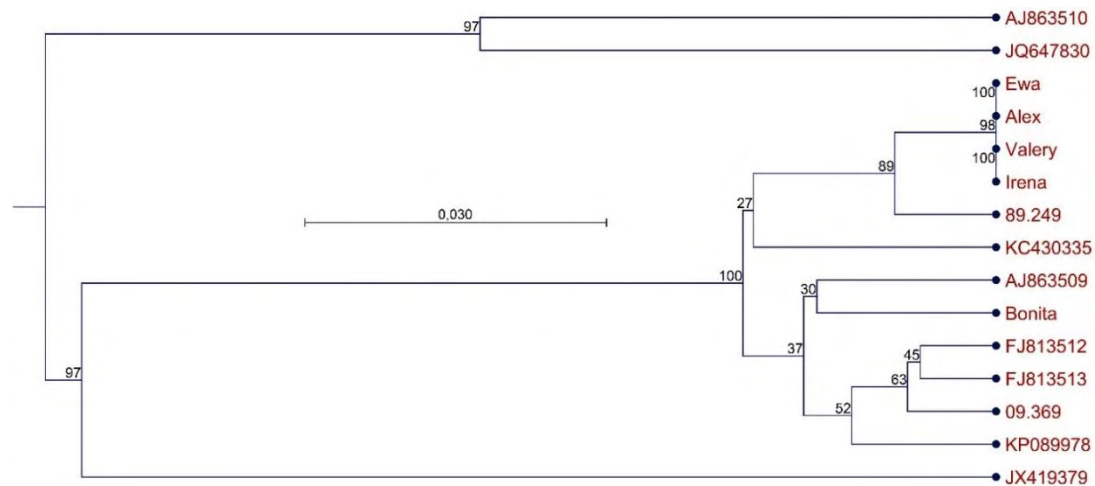 AJ863510
97
JQ647830
Ewa
100
Alex
98
Valery
100
Irena
89
89.249
27
0,030
KC430335
100
AJ863509
30
Bonita
FJ813512
37
45
FJ813513
63
97
09.369
52
KP089978
JX419379